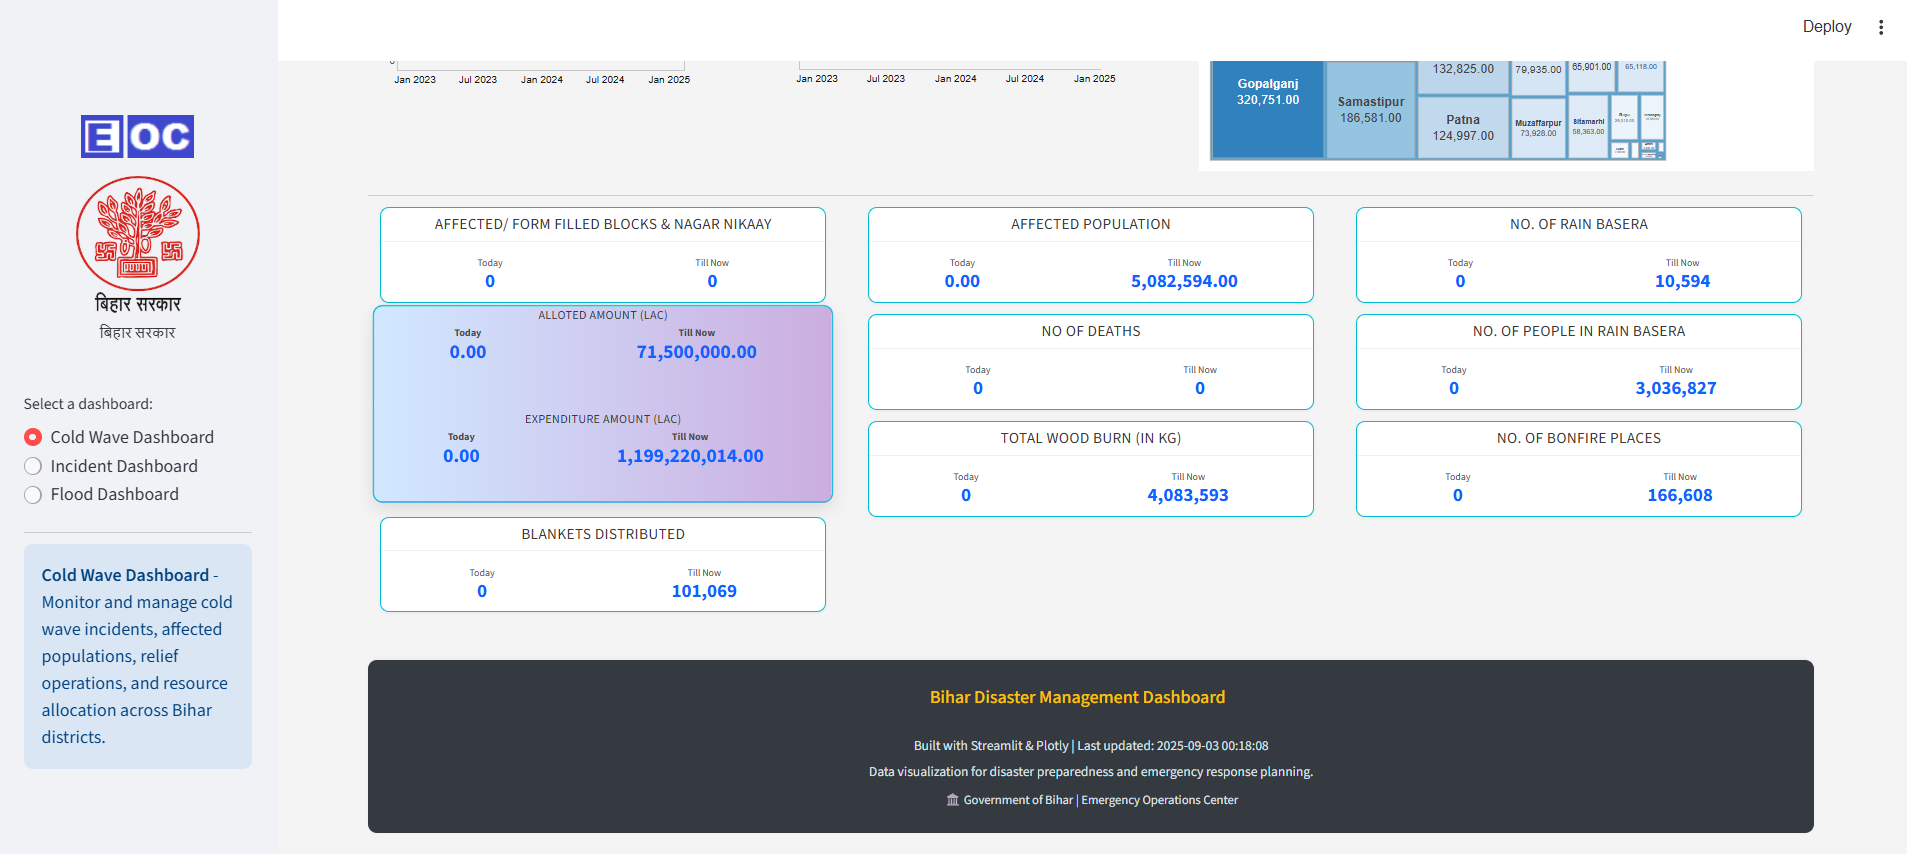 Deploy
EOC
बिहार सरकार
बिहार सरकार
Select a dashboard:
Cold Wave Dashboard
Incident Dashboard
Flood Dashboard
Cold Wave Dashboard -
Monitor and manage cold
wave incidents, affected
populations, relief
operations, and resource
allocation across Bihar
districts.
0
Jan 2023 Jul 2023 Jan 2024 Jul 2024 Jan 2025
Jan 2023 Jul 2023 Jan 2024 Jul 2024 Jan 2025
Gopalganj
320,751.00
Samastipur
186,581.00
132,825.00
Patna
124,997.00
79,935.00
Muzaffarpur
73,928.00
65,901.00
Sitamarhi
58,363.00
65,118.00
AFFECTED/ FORM FILLED BLOCKS & NAGAR NIKAAY
Today Till Now
0 0
ALLOTED AMOUNT (LAC)
Today Till Now
0.00 71,500,000.00
EXPENDITURE AMOUNT (LAC)
Today Till Now
0.00 1,199,220,014.00
BLANKETS DISTRIBUTED
Today Till Now
0 101,069
AFFECTED POPULATION
Today Till Now
0.00 5,082,594.00
NO OF DEATHS
Today Till Now
0 0
TOTAL WOOD BURN (IN KG)
Today Till Now
0 4,083,593
NO. OF RAIN BASERA
Today Till Now
0 10,594
NO. OF PEOPLE IN RAIN BASERA
Today Till Now
0 3,036,827
NO. OF BONFIRE PLACES
Today Till Now
0 166,608
Bihar Disaster Management Dashboard
Built with Streamlit & Plotly | Last updated: 2025-09-03 00:18:08
Data visualization for disaster preparedness and emergency response planning.
Government of Bihar | Emergency Operations Center